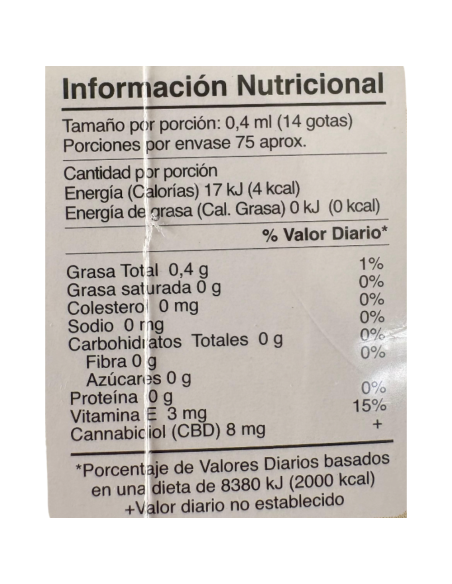 Información Nutricional
Tamaño por porción: 0,4 ml (14 gotas)
Porciones por envase 75 aprox.
Cantidad por porción
Energía (Calorías) 17 kJ (4 kcal)
Energía de grasa (Cal. Grasa) 0 kJ (0 kcal)
% Valor Diario*
Grasa Total 0,4 g 1%
Grasa saturada 0 g 0%
Colesterol 0 mg 0%
Sodio 0 mg 0%
Carbohidratos Totales 0 g 0%
Fibra 0 g 0%
Azúcares 0 g
Proteína 0 g 0%
Vitamina E 3 mg 15%
Cannabidiol (CBD) 8 mg +
*Porcentaje de Valores Diarios basados
en una dieta de 8380 kJ (2000 kcal)
+Valor diario no establecido